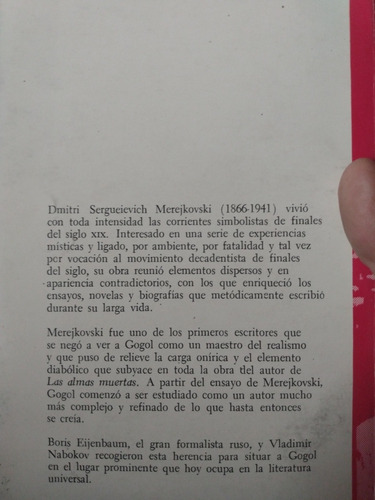 Dmitri Sergueievich Merejkovski (1866-1941) vivió
con toda intensidad las corrientes simbolistas de finales
del siglo XIX. Interesado en una serie de experiencias
místicas y ligado, por ambiente, por fatalidad y tal vez
por vocación al movimiento decadentista de finales
del siglo, su obra reunió elementos dispersos y en
apariencia contradictorios, con los que enriqueció los
ensayos, novelas y biografías que metódicamente escribió
durante su larga vida.
Merejkovski fue uno de los primeros escritores que
se negó a ver a Gogol como un maestro del realismo
y que puso de relieve la carga onírica y el elemento
diabólico que subyace en toda la obra del autor de
Las almas muertas. A partir del ensayo de Merejkovski,
Gogol comenzó a ser estudiado como un autor mucho
más complejo y refinado de lo que hasta entonces
se creía.
Boris Eijenbaum, el gran formalista ruso, y Vladimir
Nabokov recogieron esta herencia para situar a Gogol
en el lugar prominente que hoy ocupa en la literatura
universal.